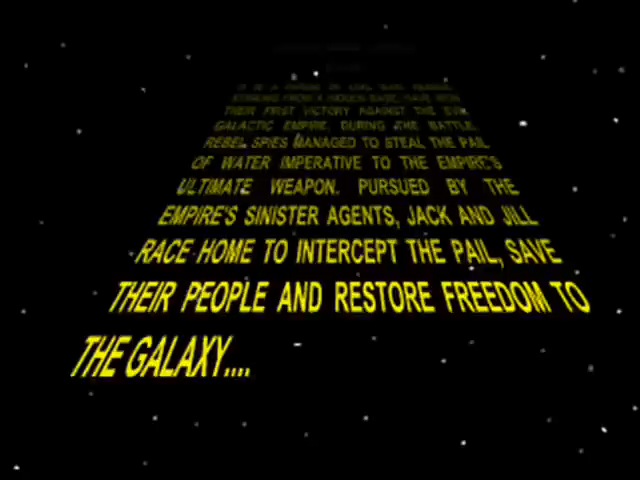 IT IS A PERIOD OF CIVIL WAR. REBELS,
STRIKING FROM A HIDDEN BASE, HAVE WON
THEIR FIRST VICTORY AGAINST THE EVIL
GALACTIC EMPIRE. DURING THE BATTLE,
REBEL SPIES MANAGED TO STEAL THE PAIL
OF WATER IMPERATIVE TO THE EMPIRE'S
ULTIMATE WEAPON. PURSUED BY THE
EMPIRE'S SINISTER AGENTS, JACK AND JILL
RACE HOME TO INTERCEPT THE PAIL, SAVE
THEIR PEOPLE AND RESTORE FREEDOM TO
THE GALAXY....